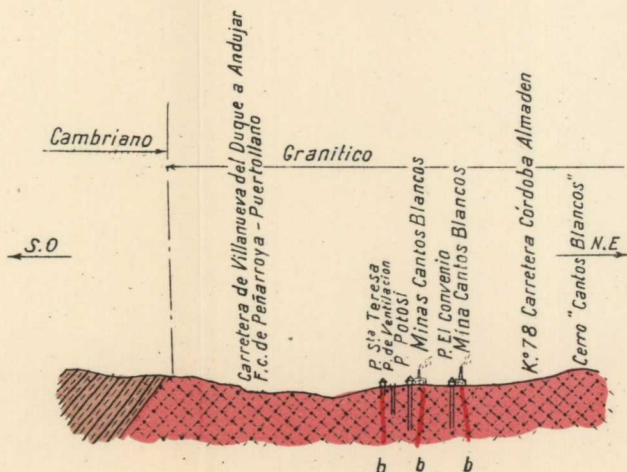 Cambriano
Granitico
S.O
N.E
Carretera de Villanueva del Duque a Andujar
F.c. de Peñarroya - Puertollano
P. Sta Teresa
P. de Ventilacion
P. Potosí
Minas Cantos Blancos
P. El Convenio
Mina Cantos Blancos
K.º 78 Carretera Córdoba Almaden
Cerro "Cantos Blancos"
b
b
b